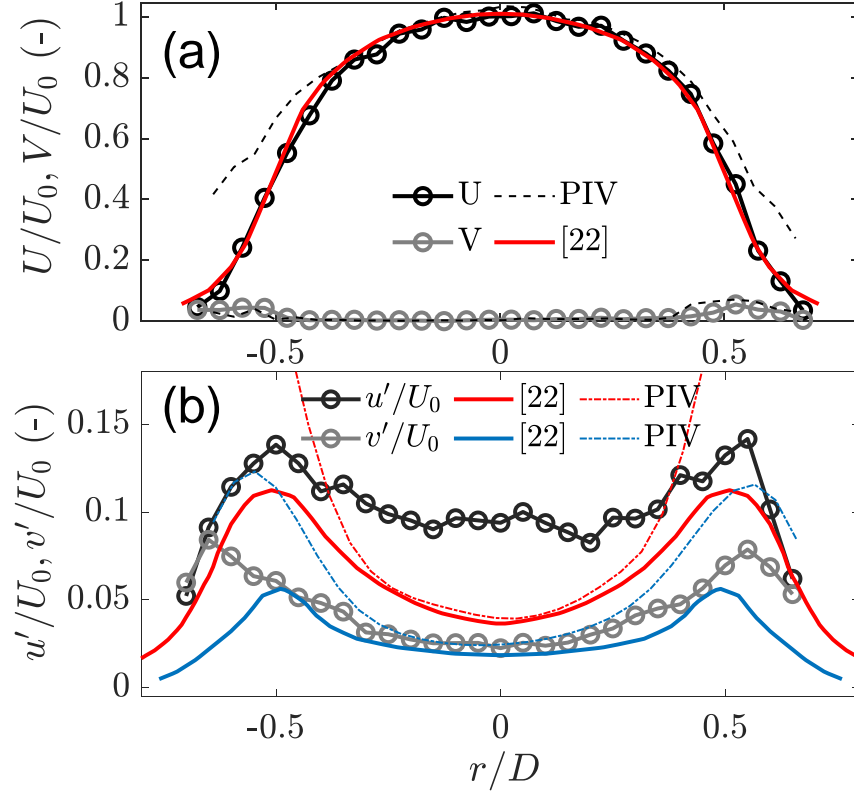 (a)
U/U₀, V/U₀ (-)
1
0.8
0.6
0.4
0.2
0
U PIV
V [22]
-0.5 0 0.5
(b)
u′/U₀, v′/U₀ (-)
u′/U₀ [22] PIV
v′/U₀ [22] PIV
0.15
0.1
0.05
0
-0.5 0 0.5
r/D